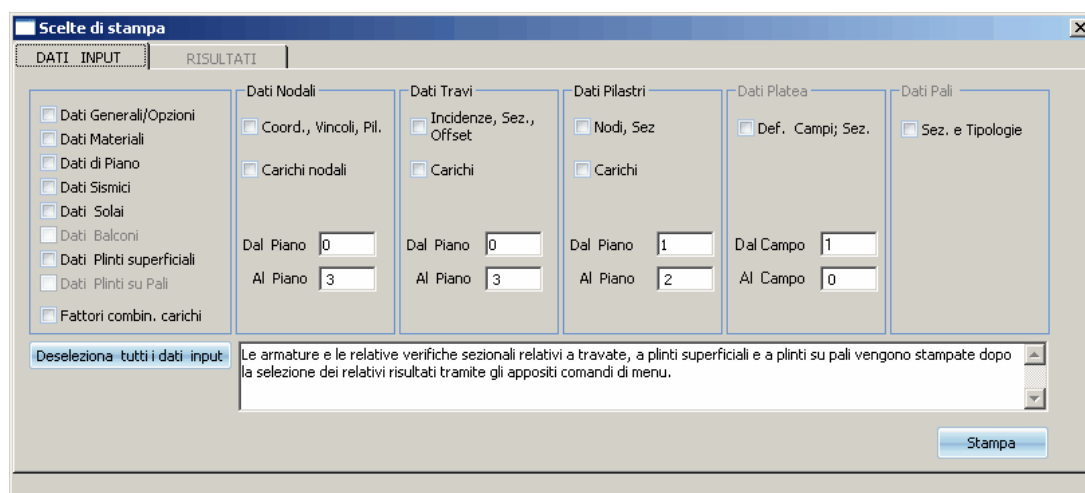 Scelte di stampa
DATI INPUT
RISULTATI
Dati Generali/Opzioni
Dati Materiali
Dati di Piano
Dati Sismici
Dati Solai
Dati Balconi
Dati Plinti superficiali
Dati Plinti su Pali
Fattori combin. carichi
Dati Nodali
Coord., Vincoli, Pil.
Carichi nodali
Dal Piano 0
Al Piano 3
Dati Travi
Incidenze, Sez.,
Offset
Carichi
Dal Piano 0
Al Piano 3
Dati Pilastri
Nodi, Sez
Carichi
Dal Piano 1
Al Piano 2
Dati Platea
Def. Campi; Sez.
Dal Campo 1
Al Campo 0
Dati Pali
Sez. e Tipologie
Deseleziona tutti i dati input
Le armature e le relative verifiche sezionali relativi a travate, a plinti superficiali e a plinti su pali vengono stampate dopo
la selezione dei relativi risultati tramite gli appositi comandi di menu.
Stampa